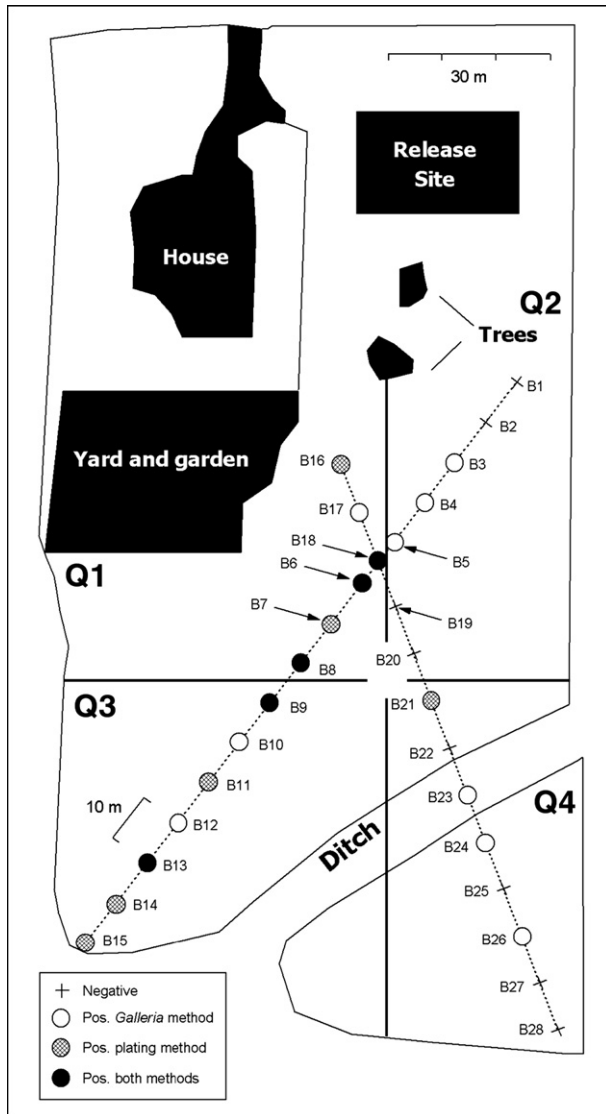 30 m
Release
Site
House
Q2
Trees
B1
B2
Yard and garden
B16
B3
B4
B17
B18
B5
Q1
B6
B7
B19
B8
B20
Q3
B9
B21
B10
B22
B11
10 m
B23
Q4
B12
Ditch
B24
B13
B25
B14
B26
B15
B27
B28
Negative
Pos. Galleria method
Pos. plating method
Pos. both methods